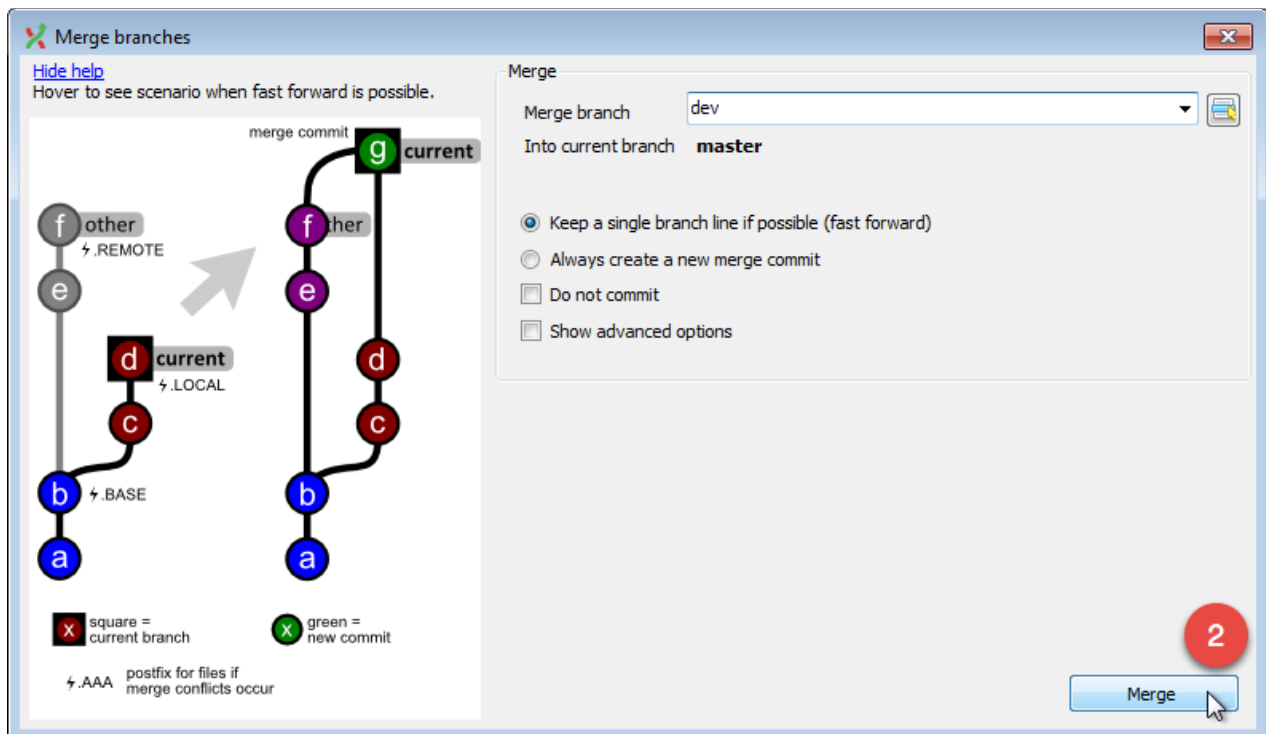 Merge branches
Hide help
Hover to see scenario when fast forward is possible.
merge commit
g
current
f
other
.REMOTE
f
ther
e
e
d
current
.LOCAL
d
c
c
b
.BASE
b
a
a
x
square =
current branch
x
green =
new commit
.AAA
postfix for files if
merge conflicts occur
Merge
Merge branch
dev
Into current branch master
Keep a single branch line if possible (fast forward)
Always create a new merge commit
Do not commit
Show advanced options
2
Merge